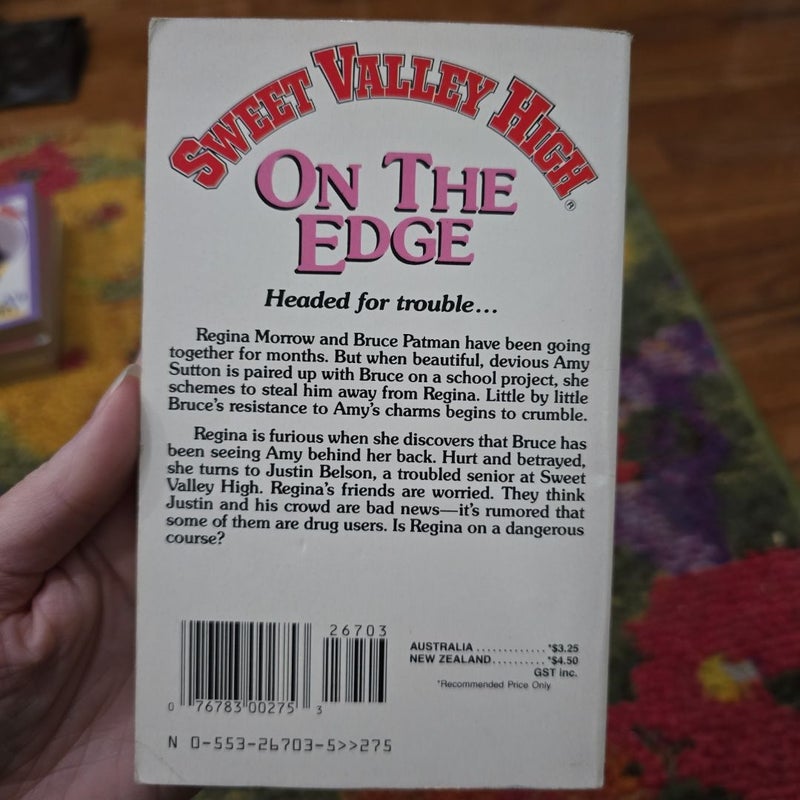 SWEET VALLEY HIGH®
ON THE
EDGE
Headed for trouble...
Regina Morrow and Bruce Patman have been going
together for months. But when beautiful, devious Amy
Sutton is paired up with Bruce on a school project, she
schemes to steal him away from Regina. Little by little
Bruce's resistance to Amy's charms begins to crumble.
Regina is furious when she discovers that Bruce has
been seeing Amy behind her back. Hurt and betrayed,
she turns to Justin Belson, a troubled senior at Sweet
Valley High. Regina's friends are worried. They think
Justin and his crowd are bad news—it's rumored that
some of them are drug users. Is Regina on a dangerous
course?
26703
AUSTRALIA ............ *$3.25
NEW ZEALAND.......... *$4.50
GST inc.
*Recommended Price Only
0 76783 00275 3
N 0-553-26703-5>>275